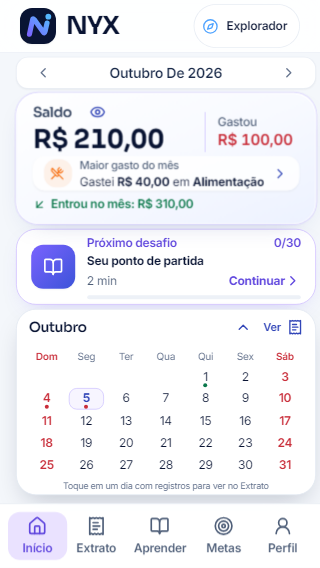 NYX
Explorador
Outubro De 2026
Saldo
R$ 210,00
Gastou
R$ 100,00
Maior gasto do mês
Gastei R$ 40,00 em Alimentação
Entrou no mês: R$ 310,00
Próximo desafio
0/30
Seu ponto de partida
2 min
Continuar
Outubro
Ver
Dom Seg Ter Qua Qui Sex Sáb
1 2 3
4 5 6 7 8 9 10
11 12 13 14 15 16 17
18 19 20 21 22 23 24
25 26 27 28 29 30 31
Toque em um dia com registros para ver no Extrato
Início Extrato Aprender Metas Perfil